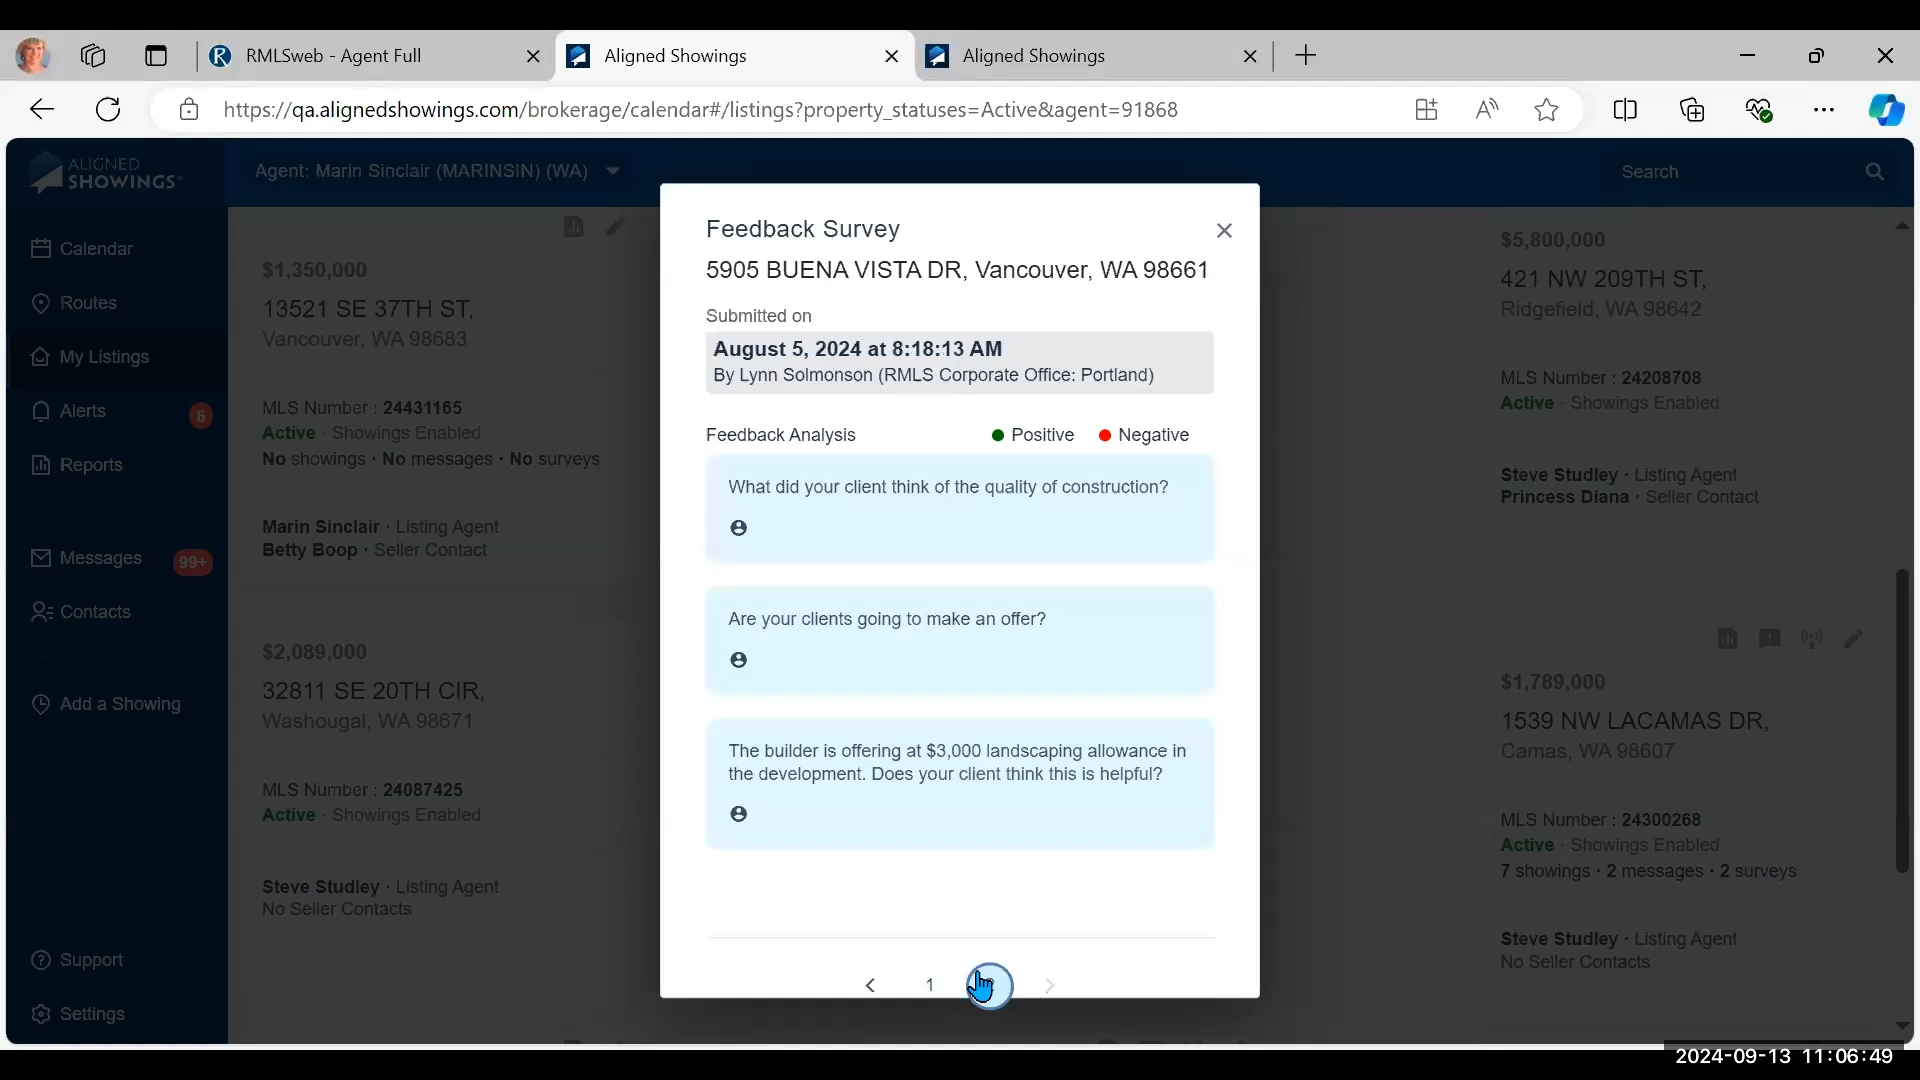 RMLSweb - Agent Full
Aligned Showings
Aligned Showings
https://qa.alignedshowings.com/brokerage/calendar#/listings?property_statuses=Active&agent=91868
ALIGNED
SHOWINGS
Agent: Marin Sinclair (MARINSIN) (WA)
Search
Calendar
Routes
My Listings
Alerts
6
Reports
Messages
99+
Contacts
Add a Showing
Support
Settings
$1,350,000
13521 SE 37TH ST,
Vancouver, WA 98683
MLS Number : 24431165
Active · Showings Enabled
No showings · No messages · No surveys
Marin Sinclair · Listing Agent
Betty Boop · Seller Contact
$2,089,000
32811 SE 20TH CIR,
Washougal, WA 98671
MLS Number : 24087425
Active · Showings Enabled
Steve Studley · Listing Agent
No Seller Contacts
Feedback Survey
5905 BUENA VISTA DR, Vancouver, WA 98661
Submitted on
August 5, 2024 at 8:18:13 AM
By Lynn Solmonson (RMLS Corporate Office: Portland)
Feedback Analysis
Positive
Negative
What did your client think of the quality of construction?
Are your clients going to make an offer?
The builder is offering at $3,000 landscaping allowance in
the development. Does your client think this is helpful?
1
$5,800,000
421 NW 209TH ST,
Ridgefield, WA 98642
MLS Number : 24208708
Active · Showings Enabled
Steve Studley · Listing Agent
Princess Diana · Seller Contact
$1,789,000
1539 NW LACAMAS DR,
Camas, WA 98607
MLS Number : 24300268
Active · Showings Enabled
7 showings · 2 messages · 2 surveys
Steve Studley · Listing Agent
No Seller Contacts
2024-09-13 11:06:49